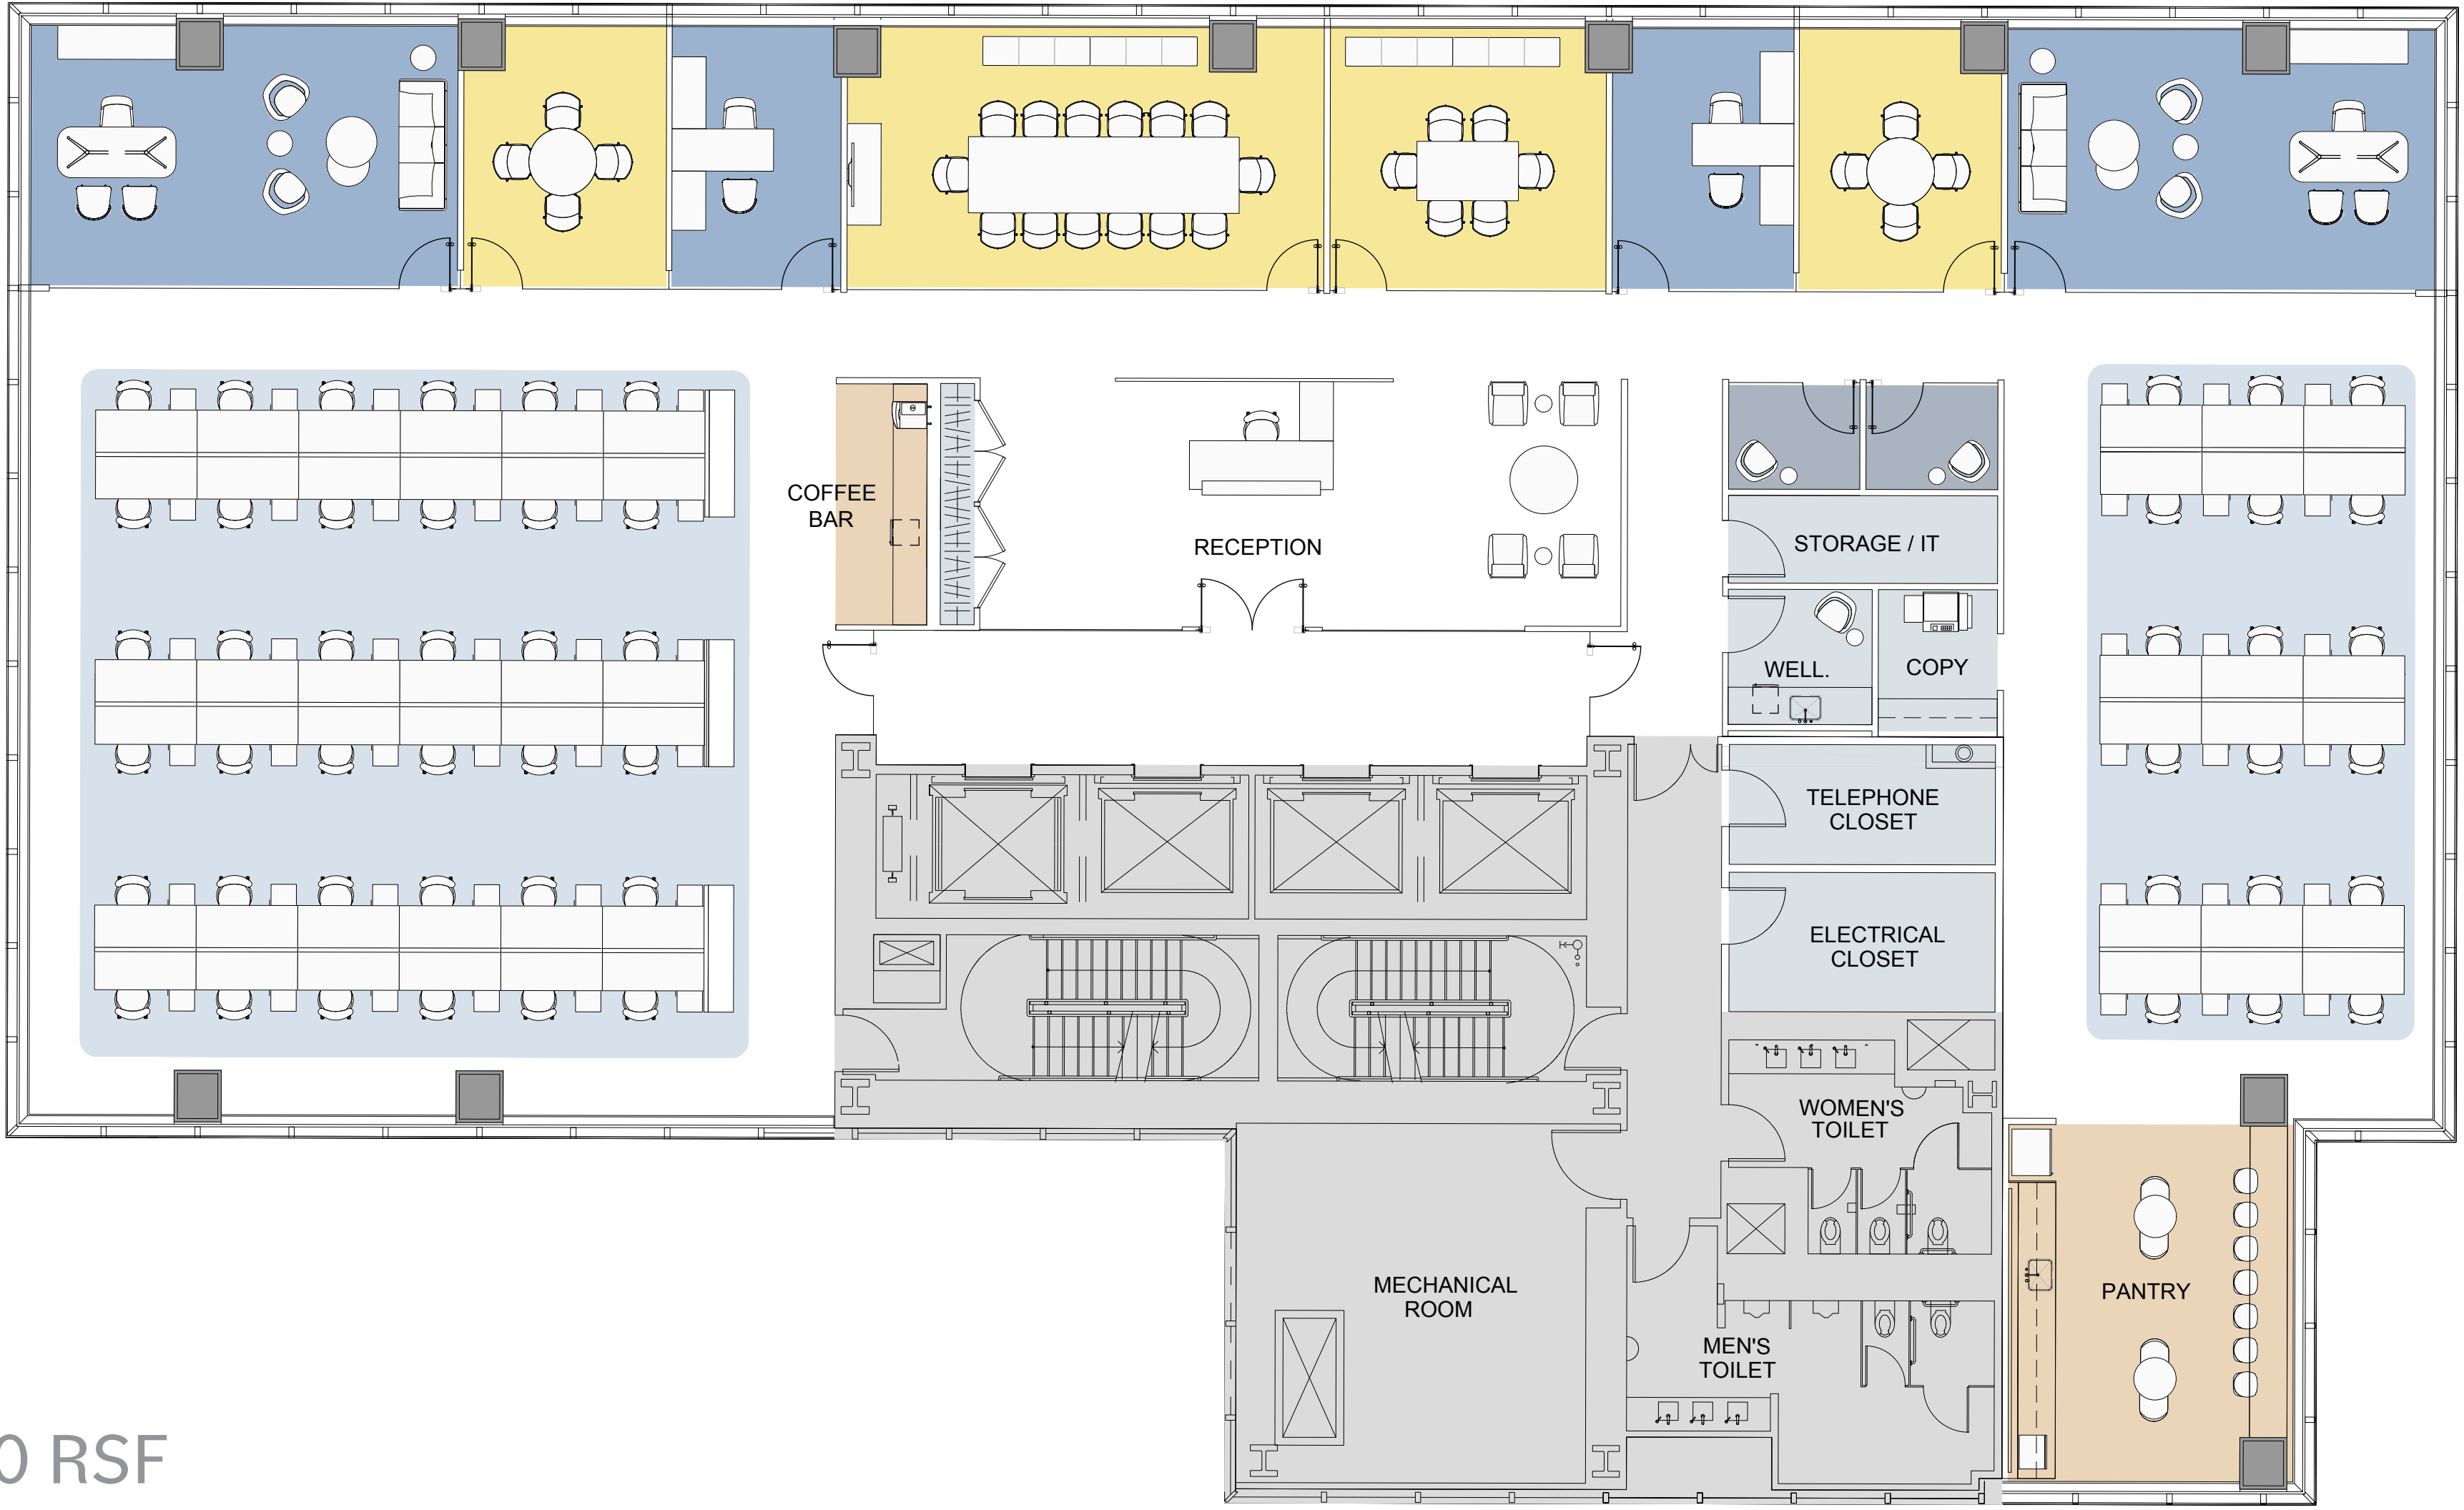 COFFEE
BAR
RECEPTION
STORAGE / IT
WELL.
COPY
TELEPHONE
CLOSET
ELECTRICAL
CLOSET
WOMEN'S
TOILET
MECHANICAL
ROOM
PANTRY
MEN'S
TOILET
0 RSF